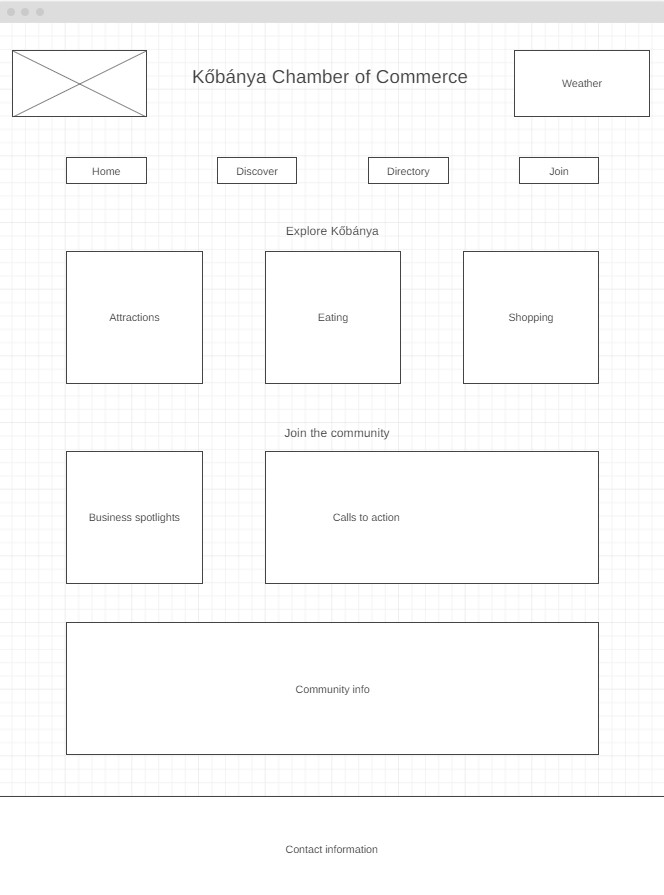 Kőbánya Chamber of Commerce
Weather
Home
Discover
Directory
Join
Explore Kőbánya
Attractions
Eating
Shopping
Join the community
Business spotlights
Calls to action
Community info
Contact information